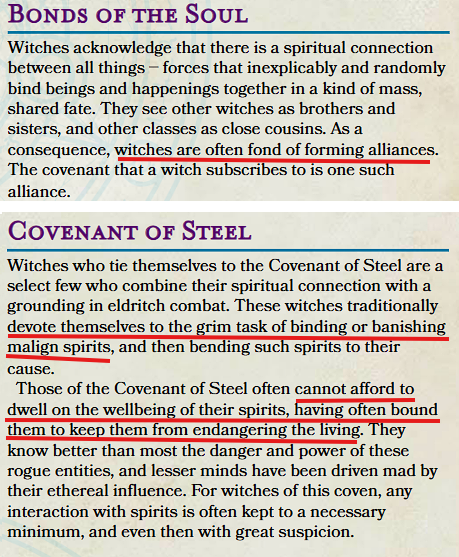 Bonds of the Soul
Witches acknowledge that there is a spiritual connection
between all things – forces that inexplicably and randomly
bind beings and happenings together in a kind of mass,
shared fate. They see other witches as brothers and
sisters, and other classes as close cousins. As a
consequence, witches are often fond of forming alliances.
The covenant that a witch subscribes to is one such
alliance.
Covenant of Steel
Witches who tie themselves to the Covenant of Steel are a
select few who combine their spiritual connection with a
grounding in eldritch combat. These witches traditionally
devote themselves to the grim task of binding or banishing
malign spirits, and then bending such spirits to their
cause.
Those of the Covenant of Steel often cannot afford to
dwell on the wellbeing of their spirits, having often bound
them to keep them from endangering the living. They
know better than most the danger and power of these
rogue entities, and lesser minds have been driven mad by
their ethereal influence. For witches of this coven, any
interaction with spirits is often kept to a necessary
minimum, and even then with great suspicion.